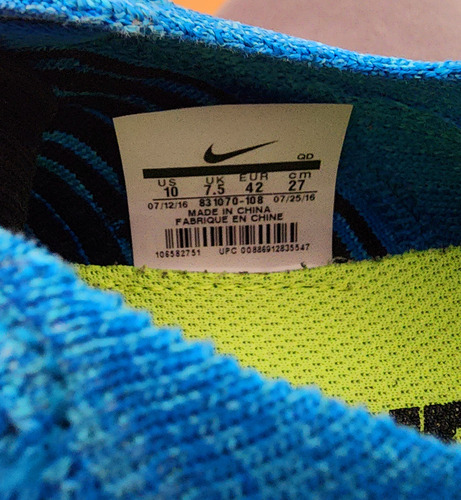 QD
US UK EUR cm
10 7.5 42 27
07/12/16 831070-108 07/25/16
MADE IN CHINA
FABRIQUE EN CHINE
106582751 UPC 00886912835547